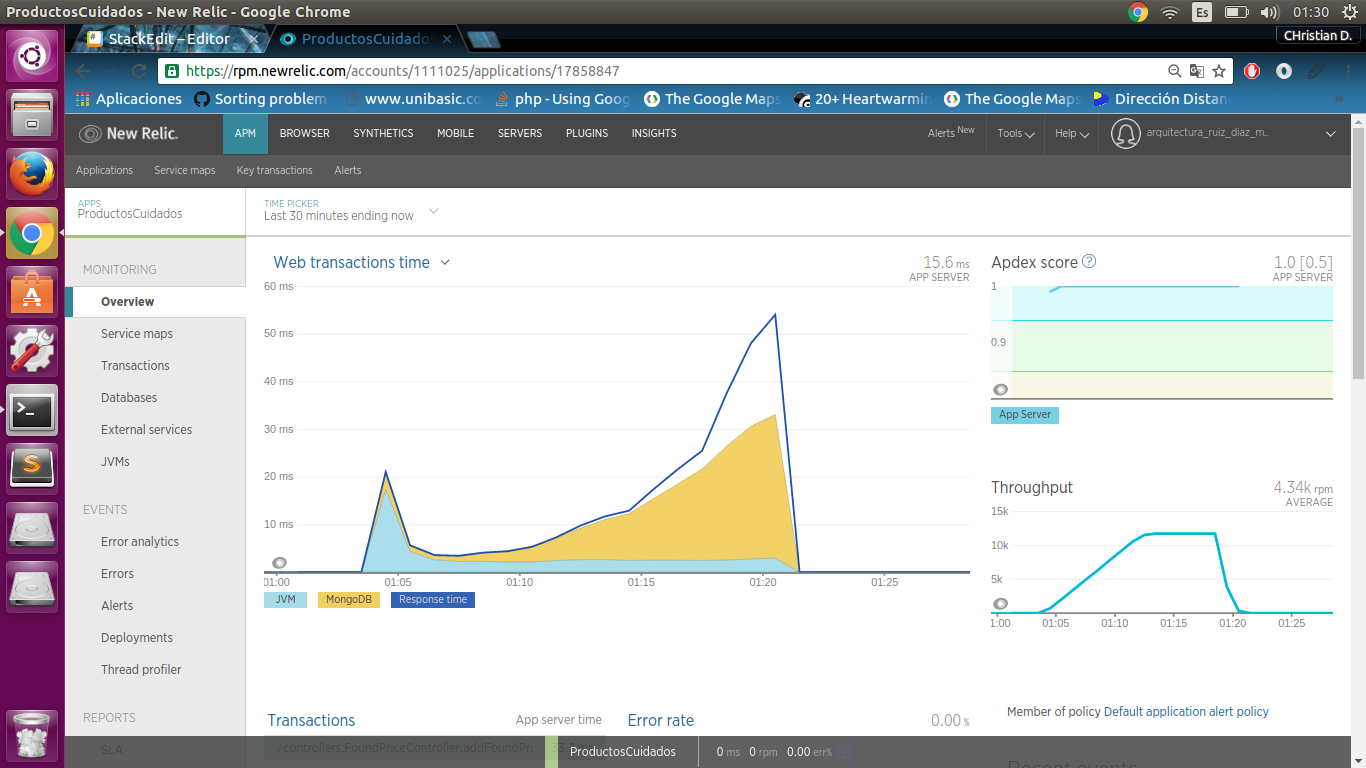 ProductosCuidados - New Relic - Google Chrome
Es
01:30
StackEdit – Editor
ProductosCuidado
CHristian D.
https://rpm.newrelic.com/accounts/1111025/applications/17858847
Aplicaciones
Sorting problem
www.unibasic.co
php - Using Goog
The Google Maps
20+ Heartwarmin
The Google Maps
Dirección Distan
»
New Relic.
APM
BROWSER
SYNTHETICS
MOBILE
SERVERS
PLUGINS
INSIGHTS
Alerts New
Tools
Help
arquitectura_ruiz_diaz_m..
Applications
Service maps
Key transactions
Alerts
APPS
ProductosCuidados
TIME PICKER
Last 30 minutes ending now
MONITORING
Overview
Service maps
Transactions
Databases
External services
JVMs
EVENTS
Error analytics
Errors
Alerts
Deployments
Thread profiler
REPORTS
SLA
Web transactions time
15.6 ms
APP SERVER
60 ms
50 ms
40 ms
30 ms
20 ms
10 ms
01:00
01:05
01:10
01:15
01:20
01:25
JVM
MongoDB
Response time
Apdex score ?
1.0 [0.5]
APP SERVER
1
0.9
App Server
Throughput
4.34k rpm
AVERAGE
15k
10k
5k
1:00
01:05
01:10
01:15
01:20
01:25
Transactions
App server time
/controllers.FoundPriceController.addFoundPri
Error rate
0.00 %
Member of policy Default application alert policy
Recent events
ProductosCuidados
0 ms
0 rpm
0.00 err%
?